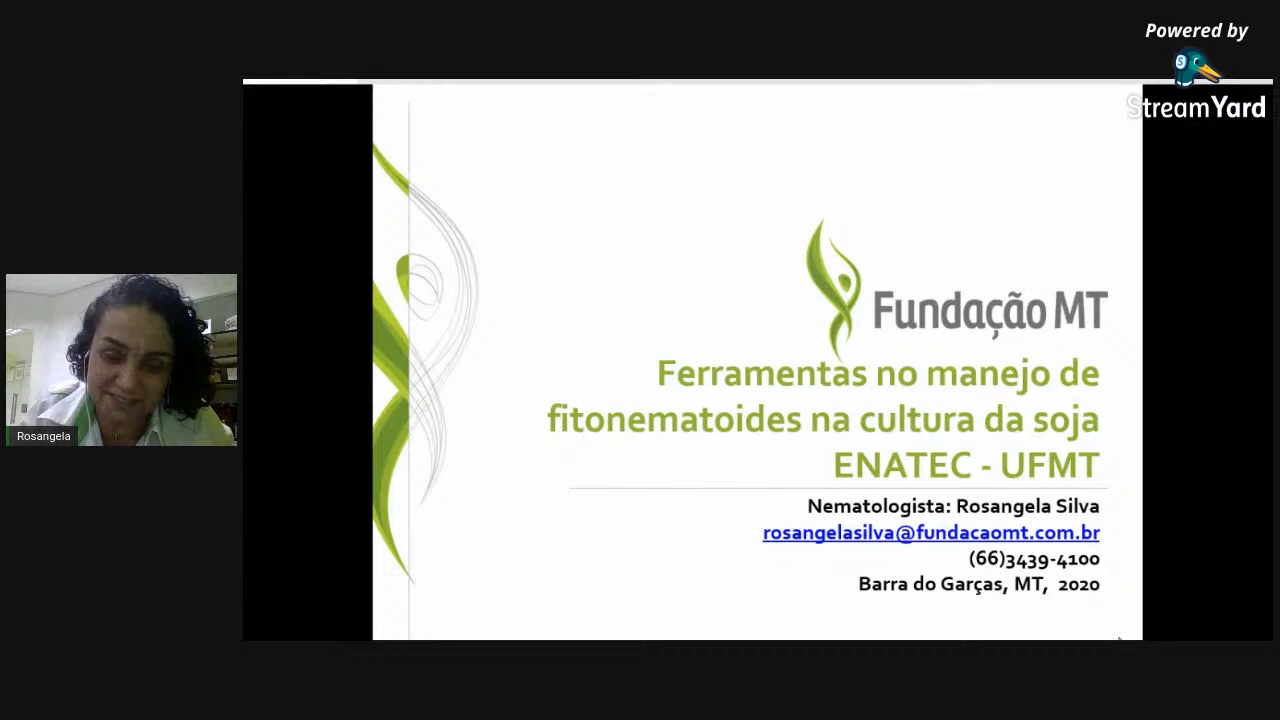 Powered by
StreamYard
Fundação MT
Ferramentas no manejo de
fitonematoides na cultura da soja
ENATEC - UFMT
Nematologista: Rosangela Silva
rosangelasilva@fundacaomt.com.br
(66)3439-4100
Barra do Garças, MT, 2020
Rosangela